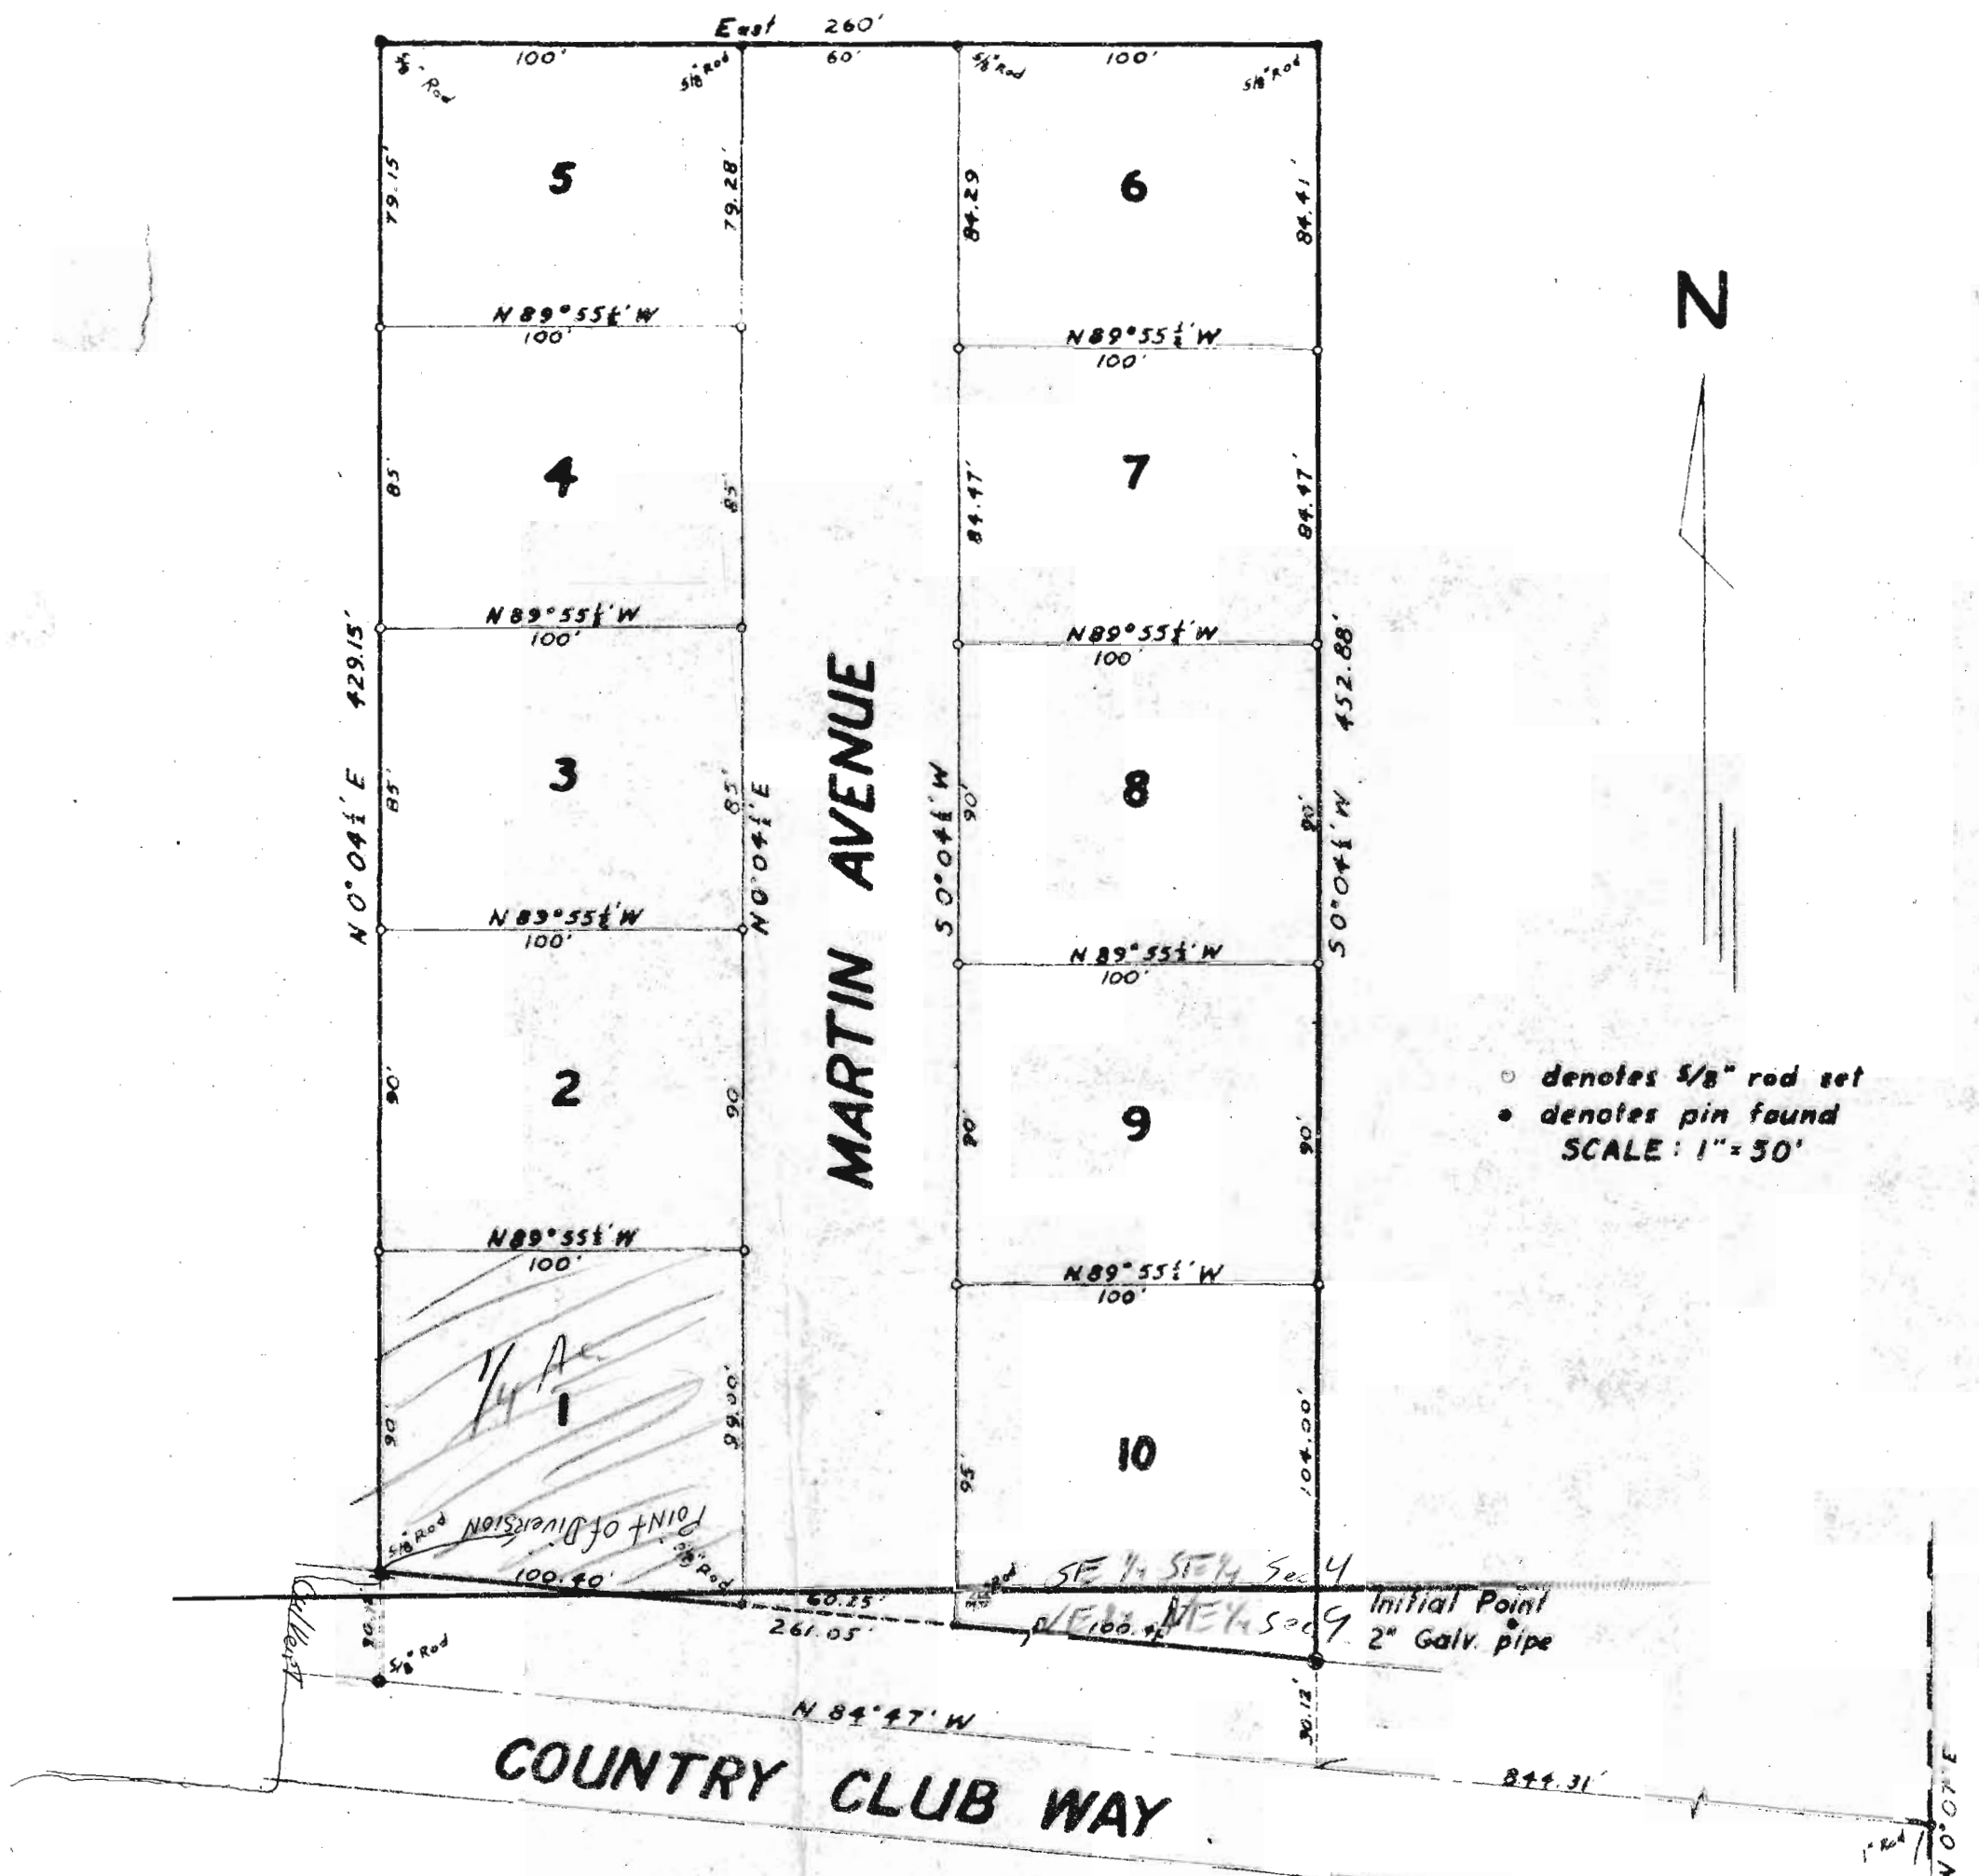 East 260'
100' 60' 100'
5/8" Rod 5/8" Rod 5/8" Rod 5/8" Rod
79.15' 5 79.28' 84.29 6 84.41'
N
N 89°55½' W
100'
N 89°55½' W
100'
85' 4 85' 84.47' 7 84.47'
N 89°55½' W
100'
N 89°55½' W
100'
N 0°04½' E 429.15'
85' 3 85'
N 0°04½' E
MARTIN AVENUE
S 0°04½' W
90' 8 90'
S 0°04½' W 452.88'
N 89°55½' W
100'
N 89°55½' W
100'
90' 2 90' 90' 9 90'
denotes 5/8" rod set
denotes pin found
SCALE: 1"=50'
N 89°55½' W
100'
N 89°55½' W
100'
1/4 Ac.
90' 1 99.00' 95' 10 104.00'
Point of Diversion
5/8" Rod 5/8" Rod
100.40' 60.25' 100.40'
261.05'
SE 1/4 SE 1/4 Sec 4
NE 1/4 NE 1/4 Sec 9
Initial Point
2" Galv. pipe
Culvert
5/8" Rod
30.12'
N 84°47' W
844.31'
COUNTRY CLUB WAY
1" Rod
N 0°07' E